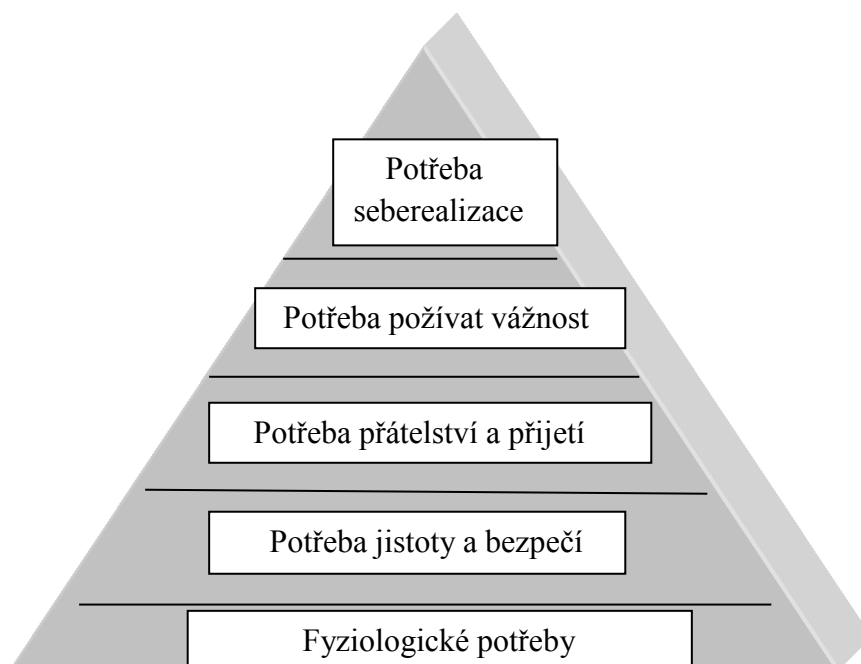 Potřeba
seberealizace
Potřeba požívat vážnost
Potřeba přátelství a přijetí
Potřeba jistoty a bezpečí
Fyziologické potřeby